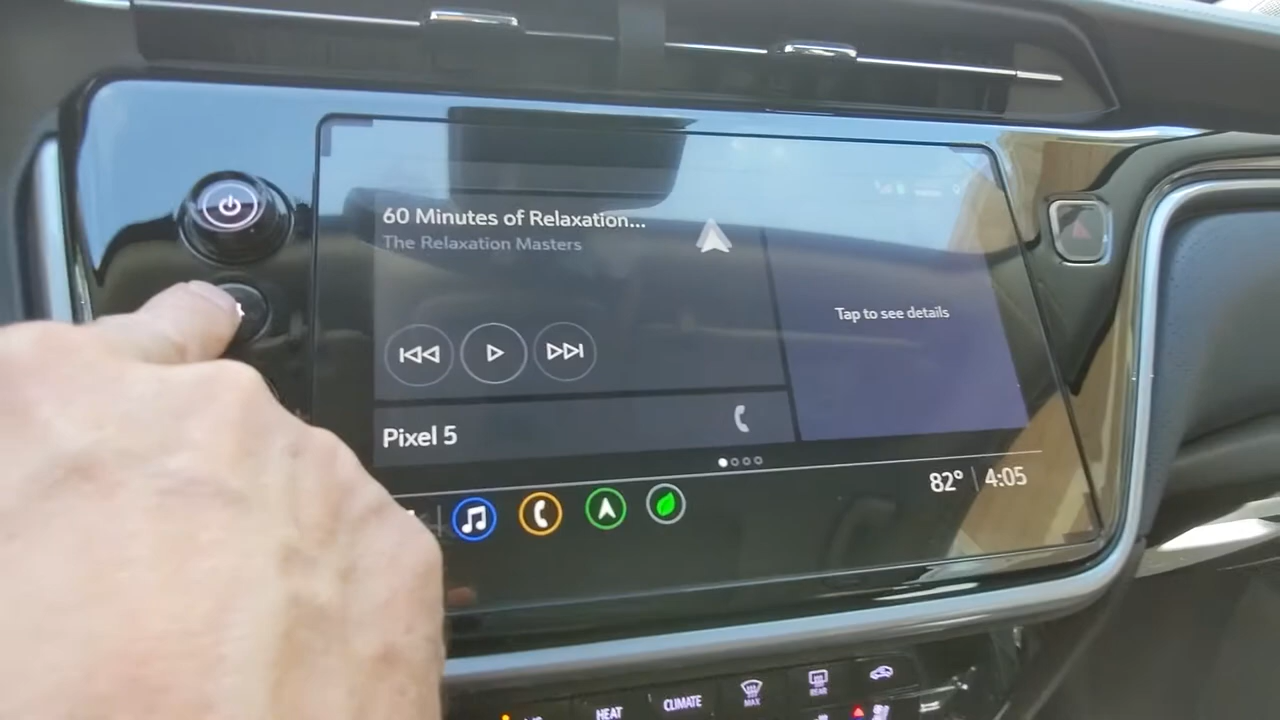 60 Minutes of Relaxation...
The Relaxation Masters
Tap to see details
Pixel 5
82° 4:05
HEAT
CLIMATE
MAX
REAR